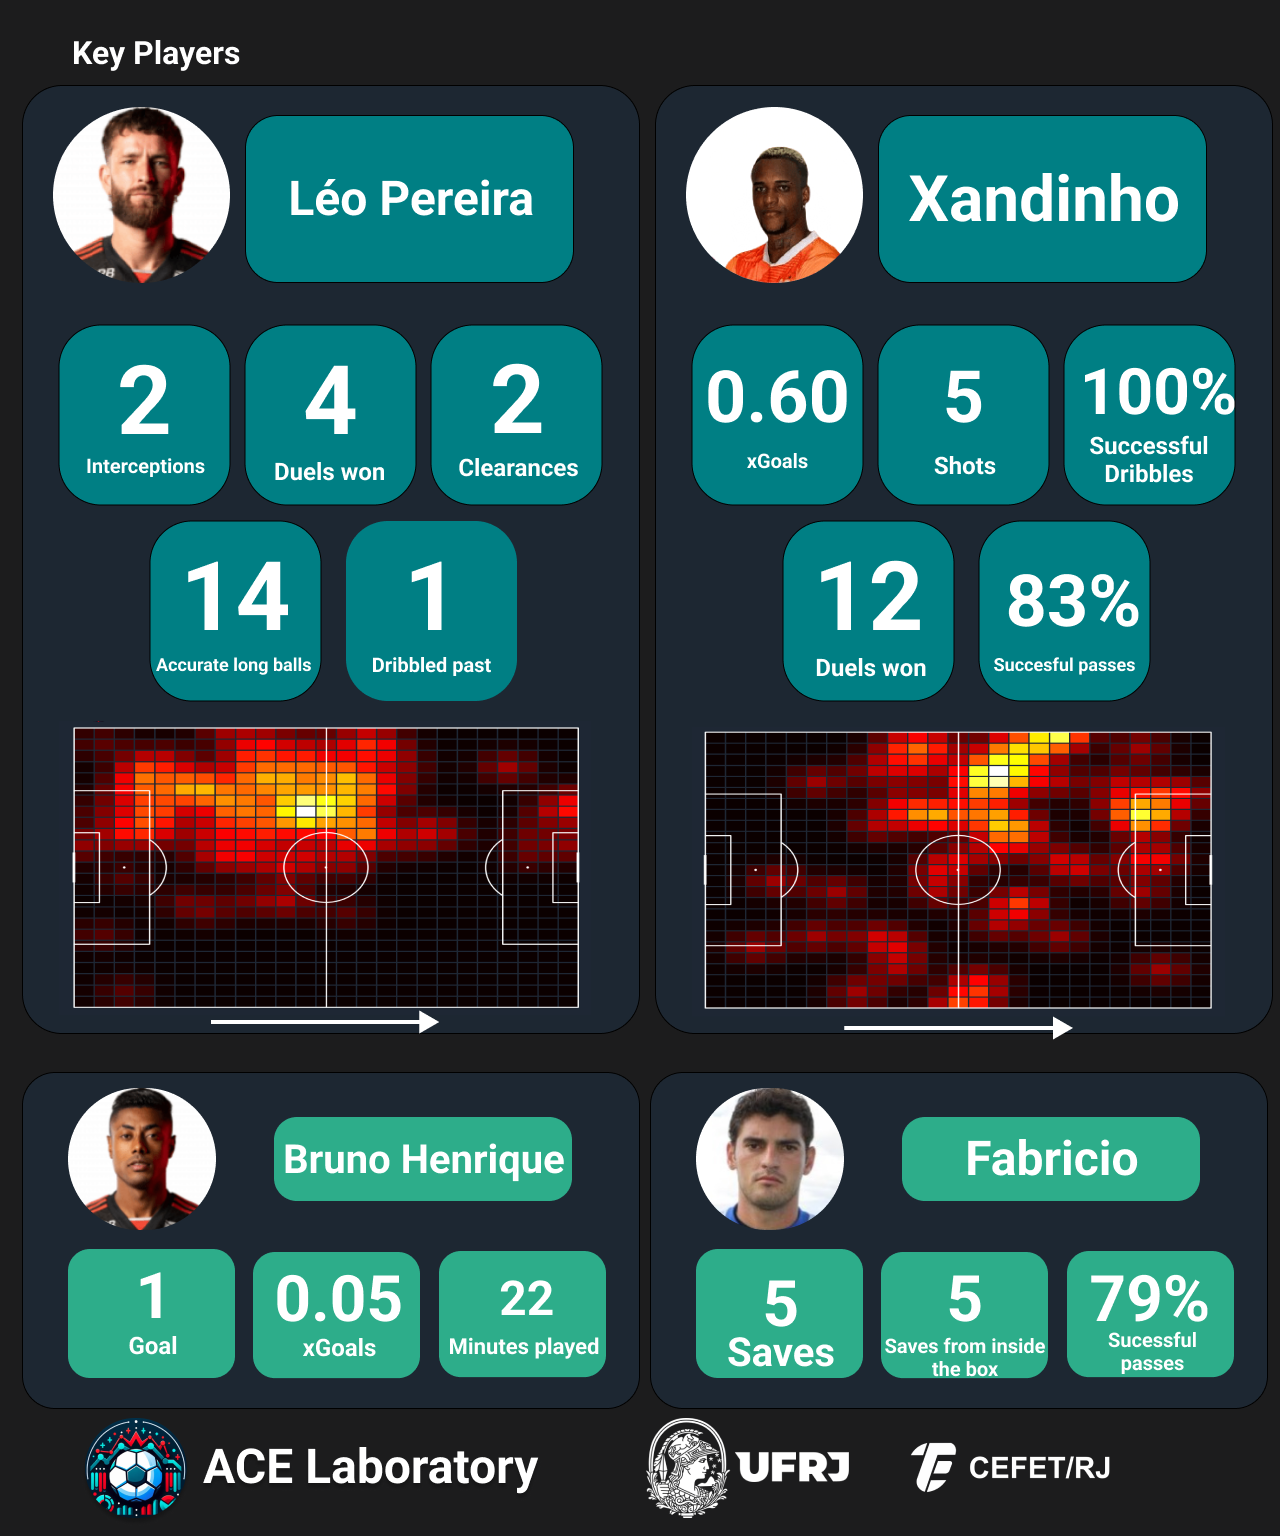 Key Players
Léo Pereira
Xandinho
2
Interceptions
4
Duels won
2
Clearances
14
Accurate long balls
1
Dribbled past
0.60
xGoals
5
Shots
100%
Successful
Dribbles
12
Duels won
83%
Succesful passes
Bruno Henrique
1
Goal
0.05
xGoals
22
Minutes played
Fabricio
5
Saves
5
Saves from inside
the box
79%
Sucessful
passes
ACE Laboratory
UFRJ
CEFET/RJ